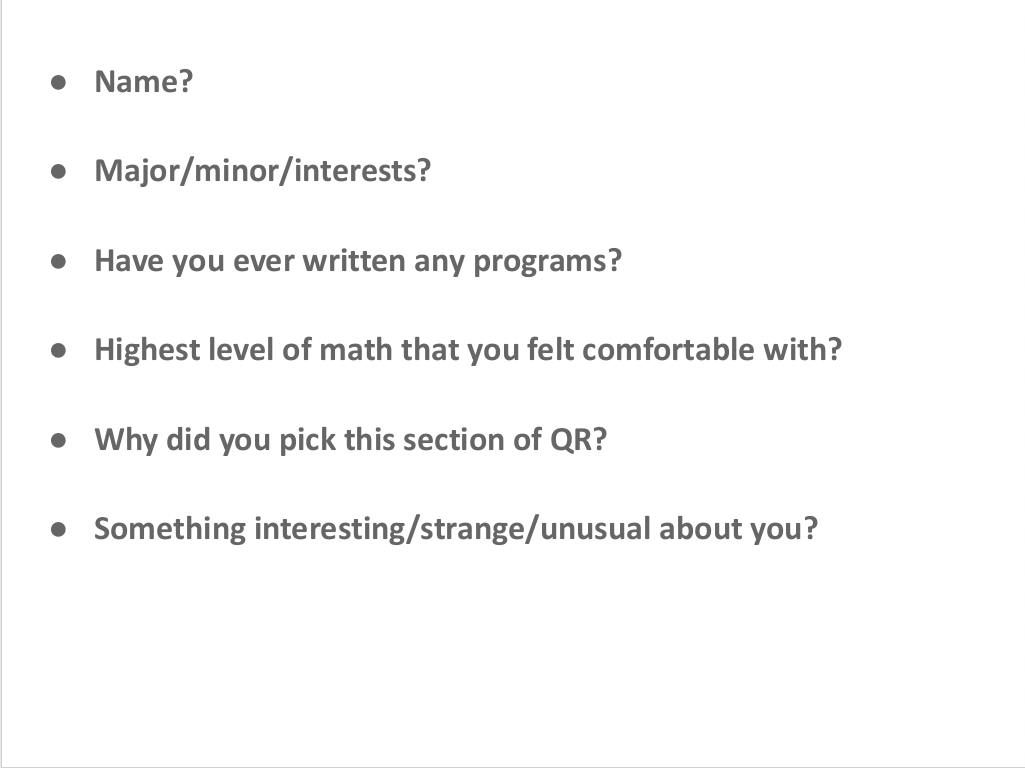 ● Name?
● Major/minor/interests?
● Have you ever written any programs?
● Highest level of math that you felt comfortable with?
● Why did you pick this section of QR?
● Something interesting/strange/unusual about you?